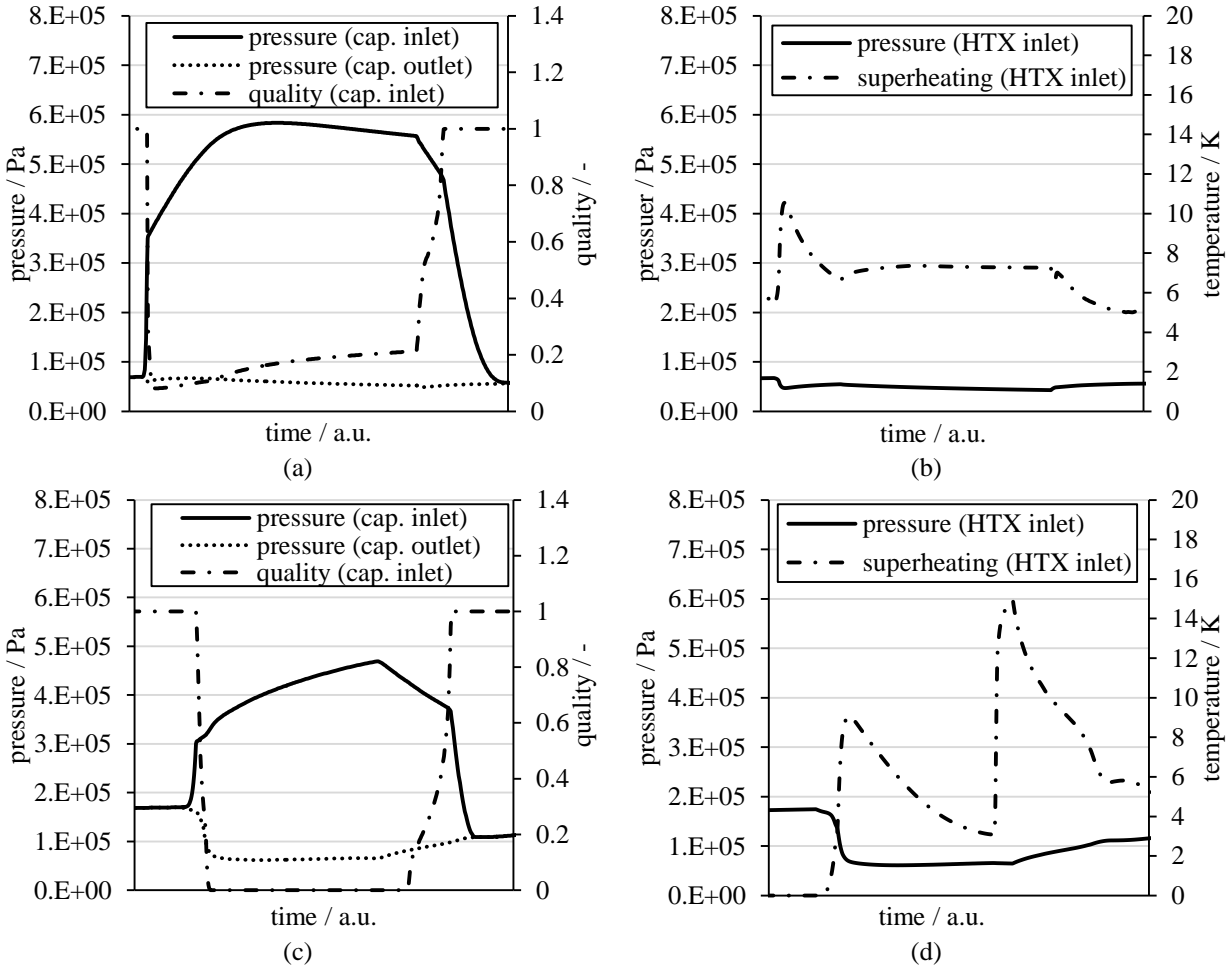 8.E+05
7.E+05
6.E+05
5.E+05
4.E+05
3.E+05
2.E+05
1.E+05
0.E+00
pressure / Pa
pressure (cap. inlet)
pressure (cap. outlet)
quality (cap. inlet)
1.4
1.2
1
0.8
0.6
0.4
0.2
0
quality / -
time / a.u.
(a)
8.E+05
7.E+05
6.E+05
5.E+05
4.E+05
3.E+05
2.E+05
1.E+05
0.E+00
pressuer / Pa
pressure (HTX inlet)
superheating (HTX inlet)
20
18
16
14
12
10
8
6
4
2
0
temperature / K
time / a.u.
(b)
8.E+05
7.E+05
6.E+05
5.E+05
4.E+05
3.E+05
2.E+05
1.E+05
0.E+00
pressure / Pa
pressure (cap. inlet)
pressure (cap. outlet)
quality (cap. inlet)
1.4
1.2
1
0.8
0.6
0.4
0.2
0
quality / -
time / a.u.
(c)
8.E+05
7.E+05
6.E+05
5.E+05
4.E+05
3.E+05
2.E+05
1.E+05
0.E+00
pressure / Pa
pressure (HTX inlet)
superheating (HTX inlet)
20
18
16
14
12
10
8
6
4
2
0
temperature / K
time / a.u.
(d)